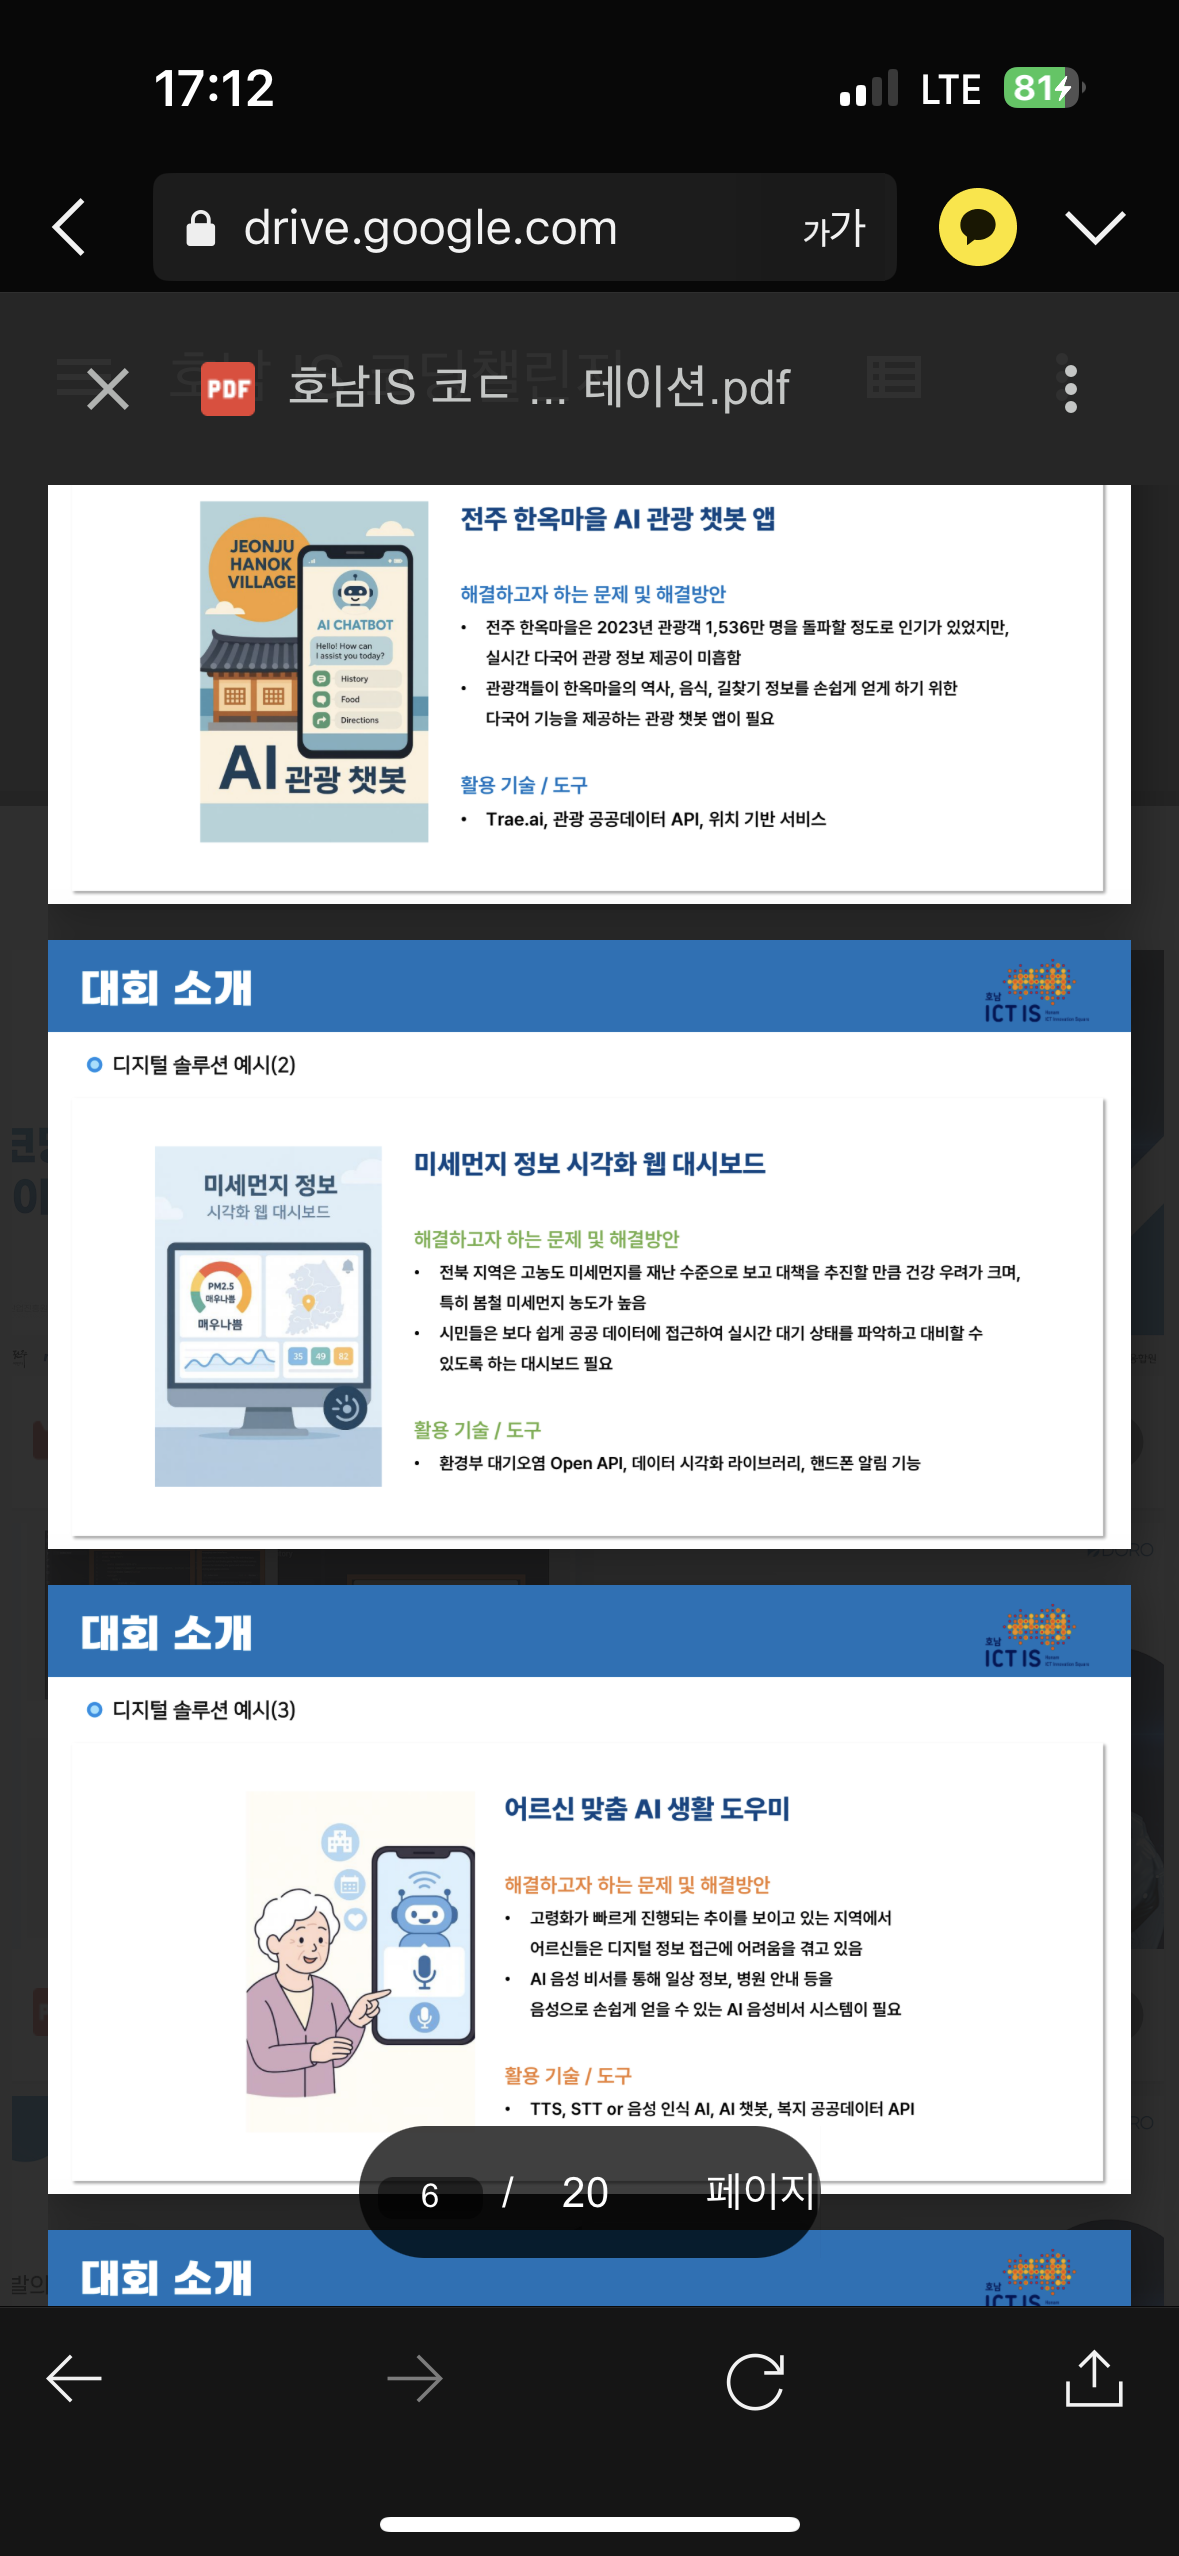 17:12
LTE
81
drive.google.com
가가
PDF
호남IS 코ㄷ ... 테이션.pdf
JEONJU
HANOK
VILLAGE
AI CHATBOT
Hello! How can
I assist you today?
History
Food
Directions
AI 관광 챗봇
전주 한옥마을 AI 관광 챗봇 앱
해결하고자 하는 문제 및 해결방안
• 전주 한옥마을은 2023년 관광객 1,536만 명을 돌파할 정도로 인기가 있었지만,
실시간 다국어 관광 정보 제공이 미흡함
• 관광객들이 한옥마을의 역사, 음식, 길찾기 정보를 손쉽게 얻게 하기 위한
다국어 기능을 제공하는 관광 챗봇 앱이 필요
활용 기술 / 도구
• Trae.ai, 관광 공공데이터 API, 위치 기반 서비스
대회 소개
호남
ICT IS
디지털 솔루션 예시(2)
미세먼지 정보
시각화 웹 대시보드
PM2.5
매우나쁨
매우나쁨
35
49
82
미세먼지 정보 시각화 웹 대시보드
해결하고자 하는 문제 및 해결방안
• 전북 지역은 고농도 미세먼지를 재난 수준으로 보고 대책을 추진할 만큼 건강 우려가 크며,
특히 봄철 미세먼지 농도가 높음
• 시민들은 보다 쉽게 공공 데이터에 접근하여 실시간 대기 상태를 파악하고 대비할 수
있도록 하는 대시보드 필요
활용 기술 / 도구
• 환경부 대기오염 Open API, 데이터 시각화 라이브러리, 핸드폰 알림 기능
대회 소개
호남
ICT IS
디지털 솔루션 예시(3)
어르신 맞춤 AI 생활 도우미
해결하고자 하는 문제 및 해결방안
• 고령화가 빠르게 진행되는 추이를 보이고 있는 지역에서
어르신들은 디지털 정보 접근에 어려움을 겪고 있음
• AI 음성 비서를 통해 일상 정보, 병원 안내 등을
음성으로 손쉽게 얻을 수 있는 AI 음성비서 시스템이 필요
활용 기술 / 도구
• TTS, STT or 음성 인식 AI, AI 챗봇, 복지 공공데이터 API
6 / 20 페이지
대회 소개
호남
ICT IS